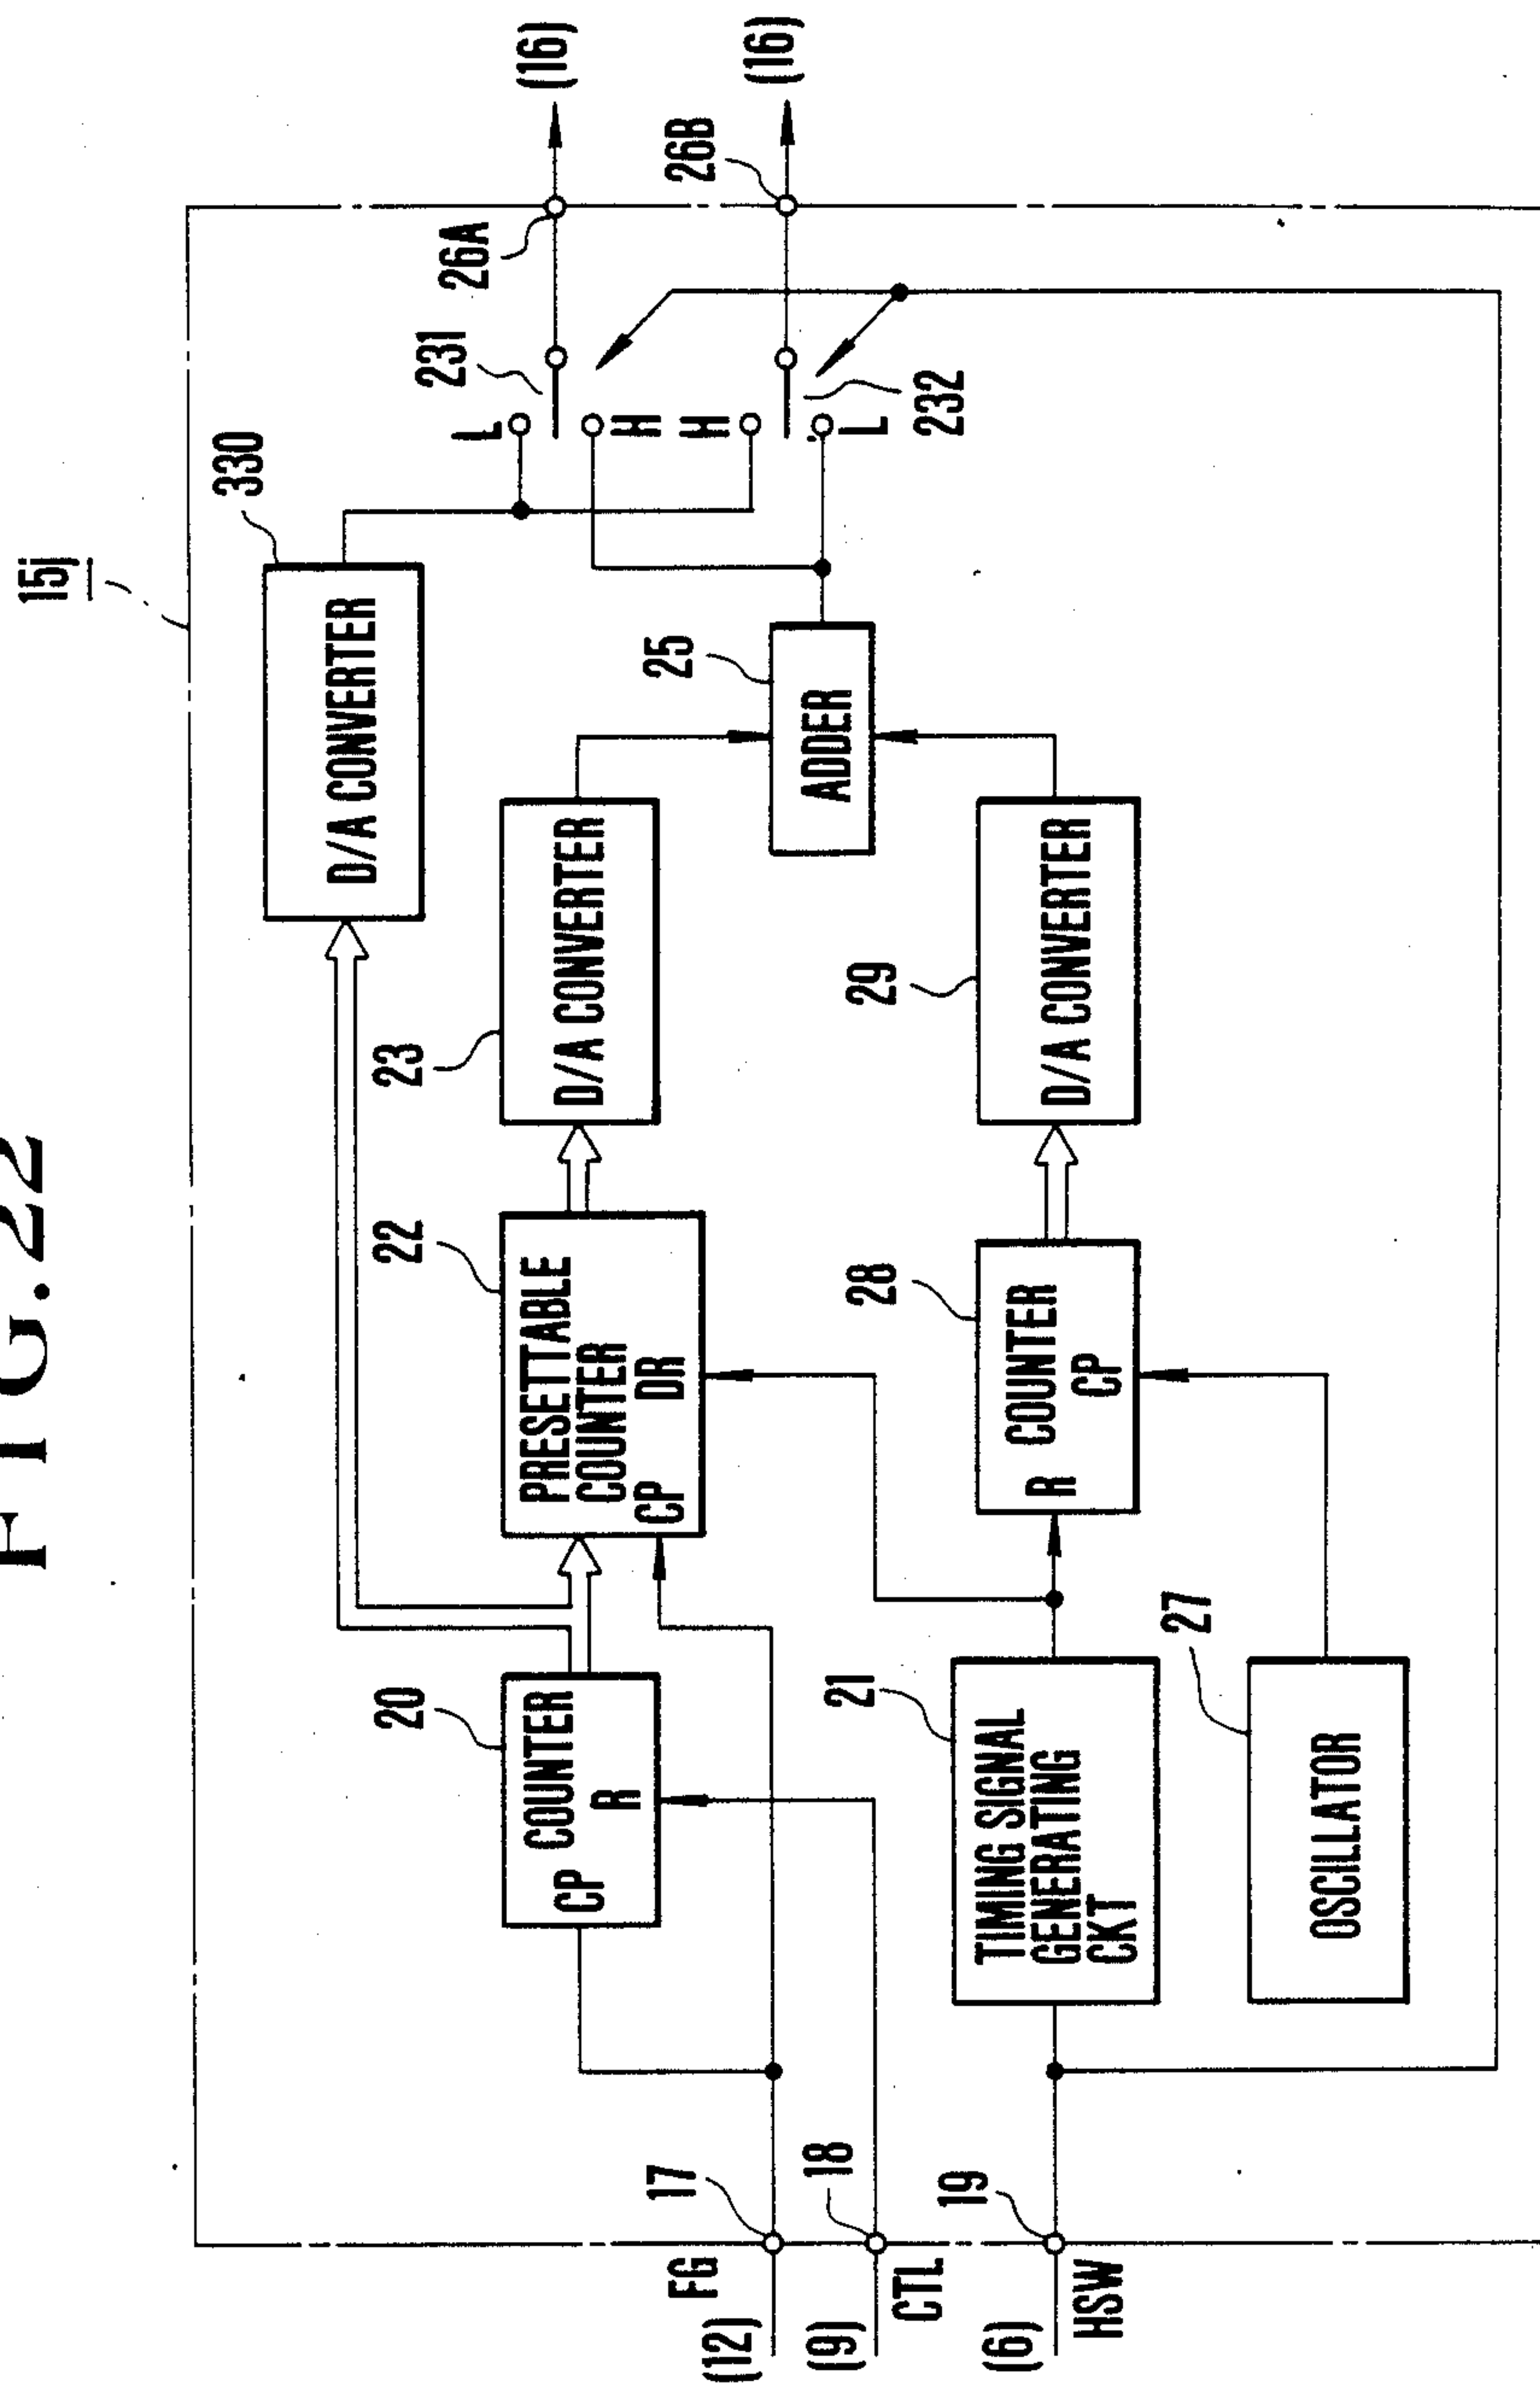 FIG.22
15j
330
D/A CONVERTER
L
231
26A
(16)
H
H
L
232
26B
(16)
20
COUNTER
CP
R
22
PRESETTABLE
COUNTER
CP DR
23
D/A CONVERTER
25
ADDER
FG
(12)
17
(9)
CTL
18
(6)
HSW
19
21
TIMING SIGNAL
GENERATING
CKT
28
COUNTER
R
CP
29
D/A CONVERTER
27
OSCILLATOR